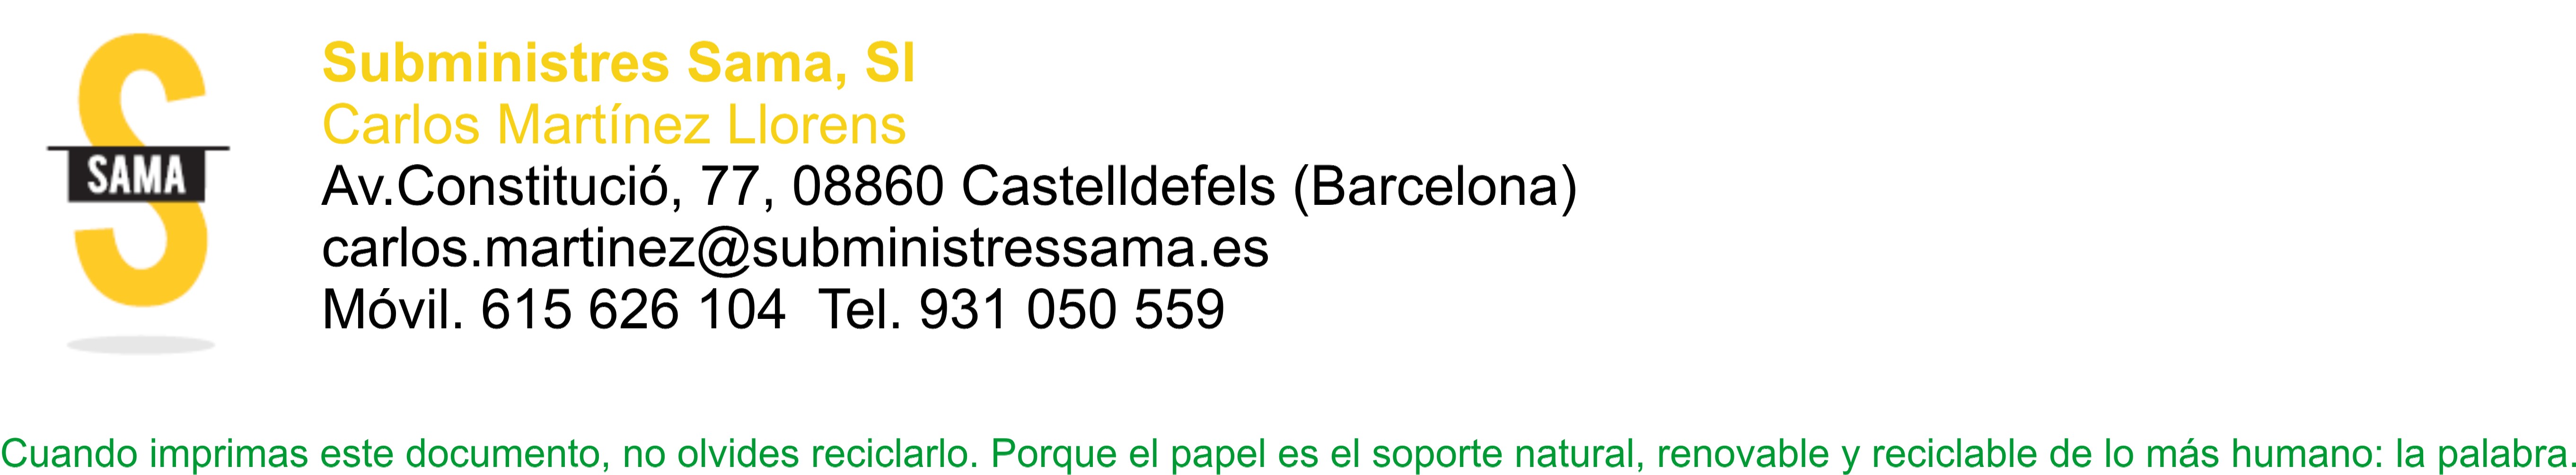 SAMA
Subministres Sama, Sl
Carlos Martínez Llorens
Av.Constitució, 77, 08860 Castelldefels (Barcelona)
carlos.martinez@subministressama.es
Móvil. 615 626 104  Tel. 931 050 559
Cuando imprimas este documento, no olvides reciclarlo. Porque el papel es el soporte natural, renovable y reciclable de lo más humano: la palabra